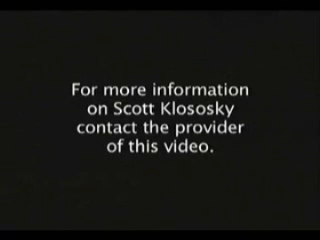 For more information
on Scott Klososky
contact the provider
of this video.